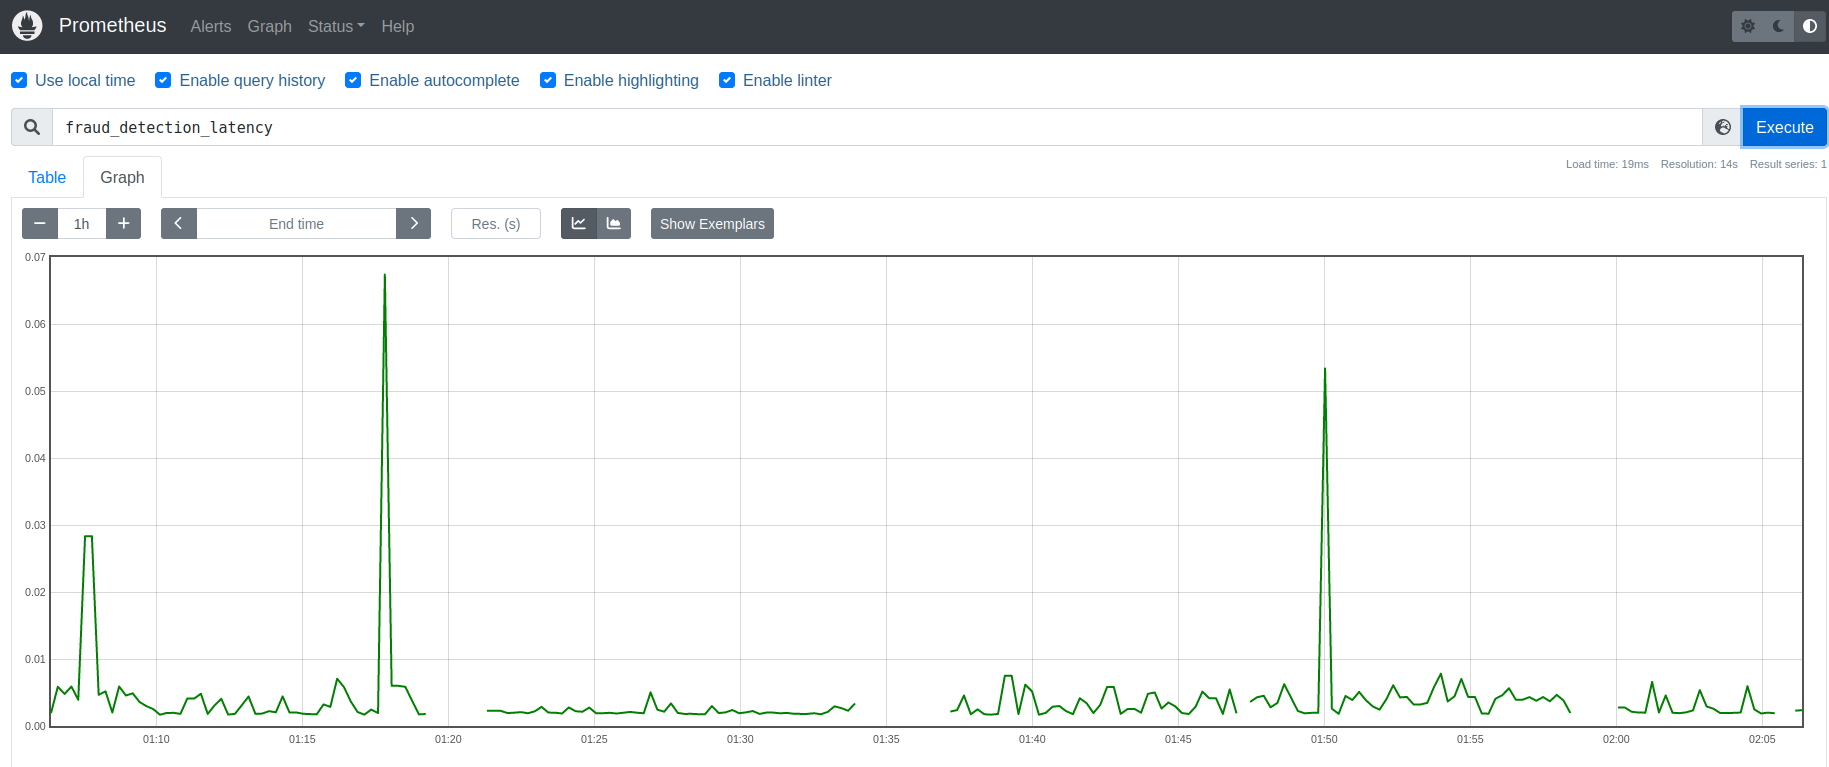 Prometheus Alerts Graph Status Help
Use local time Enable query history Enable autocomplete Enable highlighting Enable linter
fraud_detection_latency Execute
Load time: 19ms Resolution: 14s Result series: 1
Table Graph
1h End time Res. (s) Show Exemplars
0.07
0.06
0.05
0.04
0.03
0.02
0.01
0.00
01:10 01:15 01:20 01:25 01:30 01:35 01:40 01:45 01:50 01:55 02:00 02:05